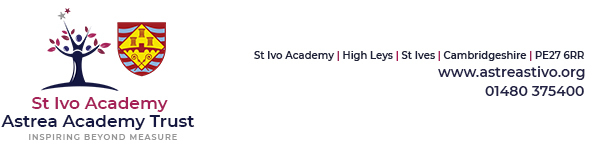 St Ivo Academy
Astrea Academy Trust
INSPIRING BEYOND MEASURE
St Ivo Academy | High Leys | St Ives | Cambridgeshire | PE27 6RR
www.astreastivo.org
01480 375400